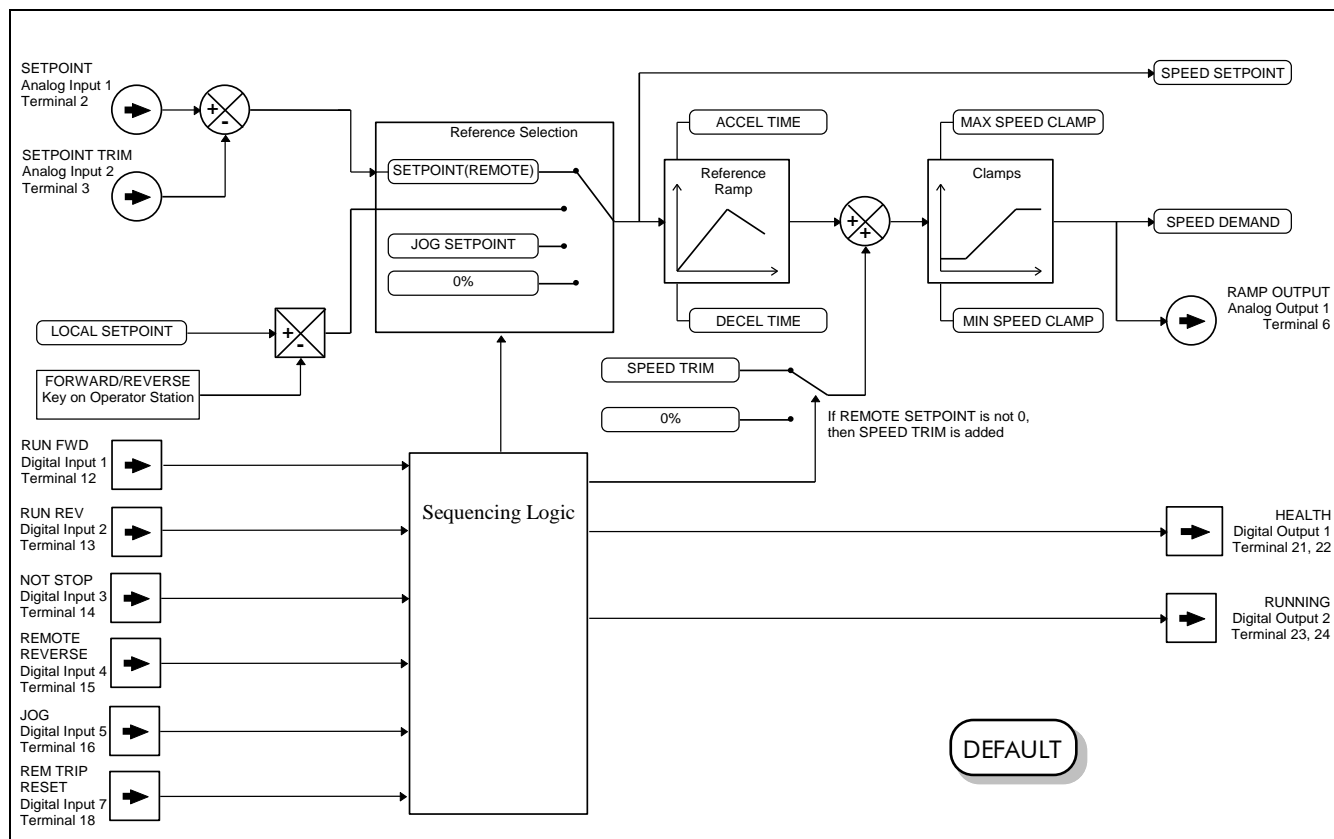 SETPOINT
Analog Input 1
Terminal 2
+
-
SETPOINT TRIM
Analog Input 2
Terminal 3
Reference Selection
SETPOINT(REMOTE)
JOG SETPOINT
0%
LOCAL SETPOINT
+
-
FORWARD/REVERSE
Key on Operator Station
SPEED SETPOINT
ACCEL TIME
Reference
Ramp
DECEL TIME
+
+
MAX SPEED CLAMP
Clamps
MIN SPEED CLAMP
SPEED DEMAND
RAMP OUTPUT
Analog Output 1
Terminal 6
SPEED TRIM
0%
If REMOTE SETPOINT is not 0,
then SPEED TRIM is added
RUN FWD
Digital Input 1
Terminal 12
RUN REV
Digital Input 2
Terminal 13
NOT STOP
Digital Input 3
Terminal 14
REMOTE
REVERSE
Digital Input 4
Terminal 15
JOG
Digital Input 5
Terminal 16
REM TRIP
RESET
Digital Input 7
Terminal 18
Sequencing Logic
HEALTH
Digital Output 1
Terminal 21, 22
RUNNING
Digital Output 2
Terminal 23, 24
DEFAULT